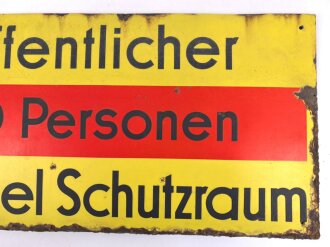 ffentlicher
Personen
el Schutzraum